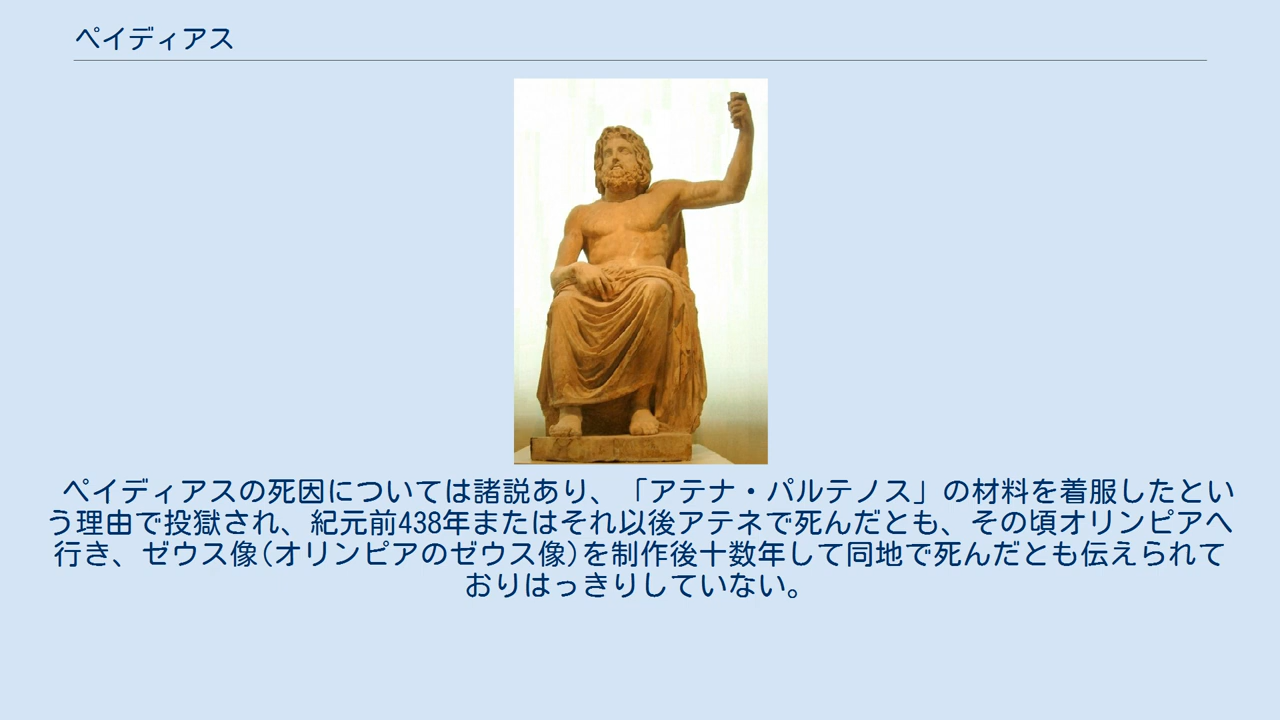 ペイディアス
ペイディアスの死因については諸説あり、「アテナ・パルテノス」の材料を着服したとい
う理由で投獄され、紀元前438年またはそれ以後アテネで死んだとも、その頃オリンピアへ
行き、ゼウス像(オリンピアのゼウス像)を制作後十数年して同地で死んだとも伝えられて
おりはっきりしていない。